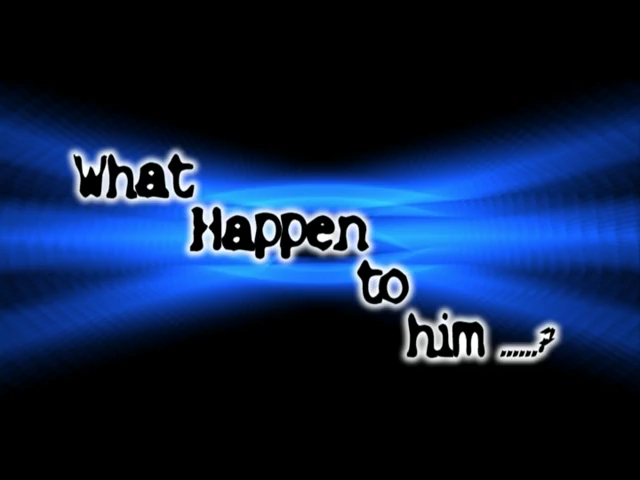 What
Happen
to
him ......?